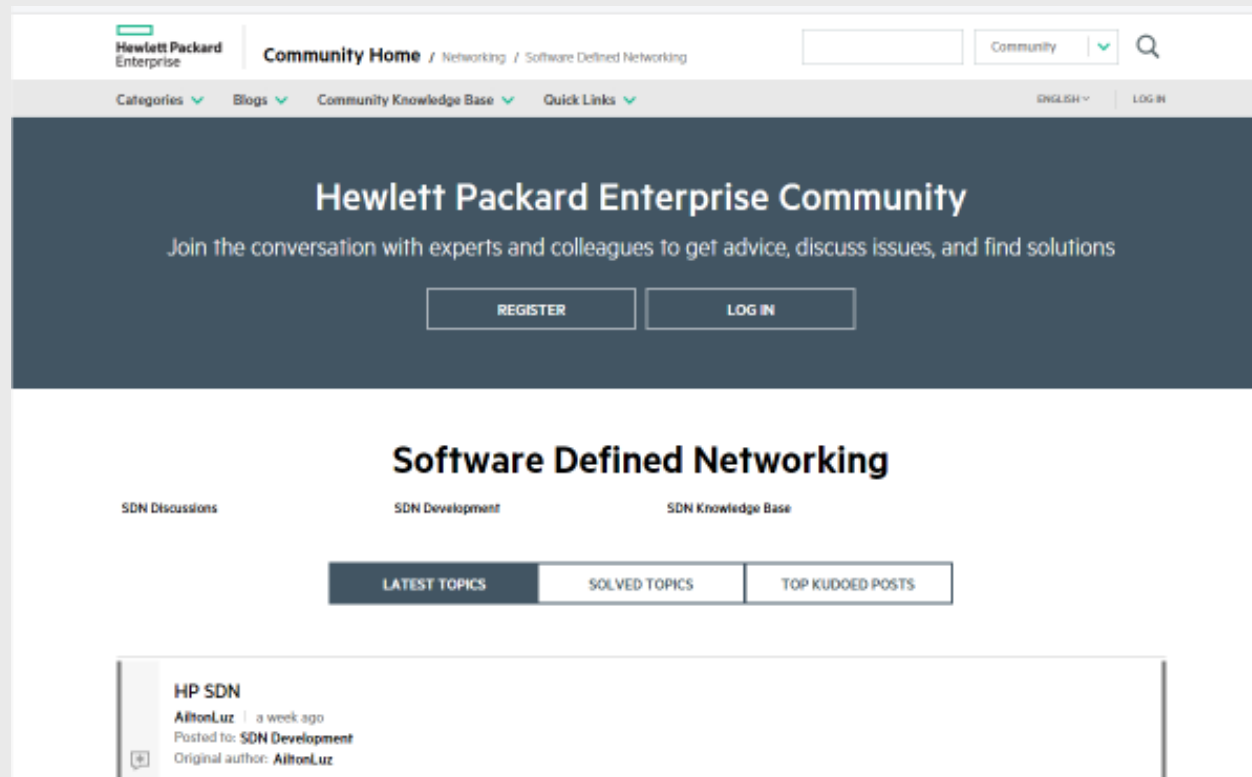 Hewlett Packard
Enterprise
Community Home / Networking / Software Defined Networking
Community
Categories Blogs Community Knowledge Base Quick Links ENGLISH LOG IN
Hewlett Packard Enterprise Community
Join the conversation with experts and colleagues to get advice, discuss issues, and find solutions
REGISTER LOG IN
Software Defined Networking
SDN Discussions SDN Development SDN Knowledge Base
LATEST TOPICS SOLVED TOPICS TOP KUDOED POSTS
HP SDN
AiltonLuz | a week ago
Posted to: SDN Development
Original author: AiltonLuz